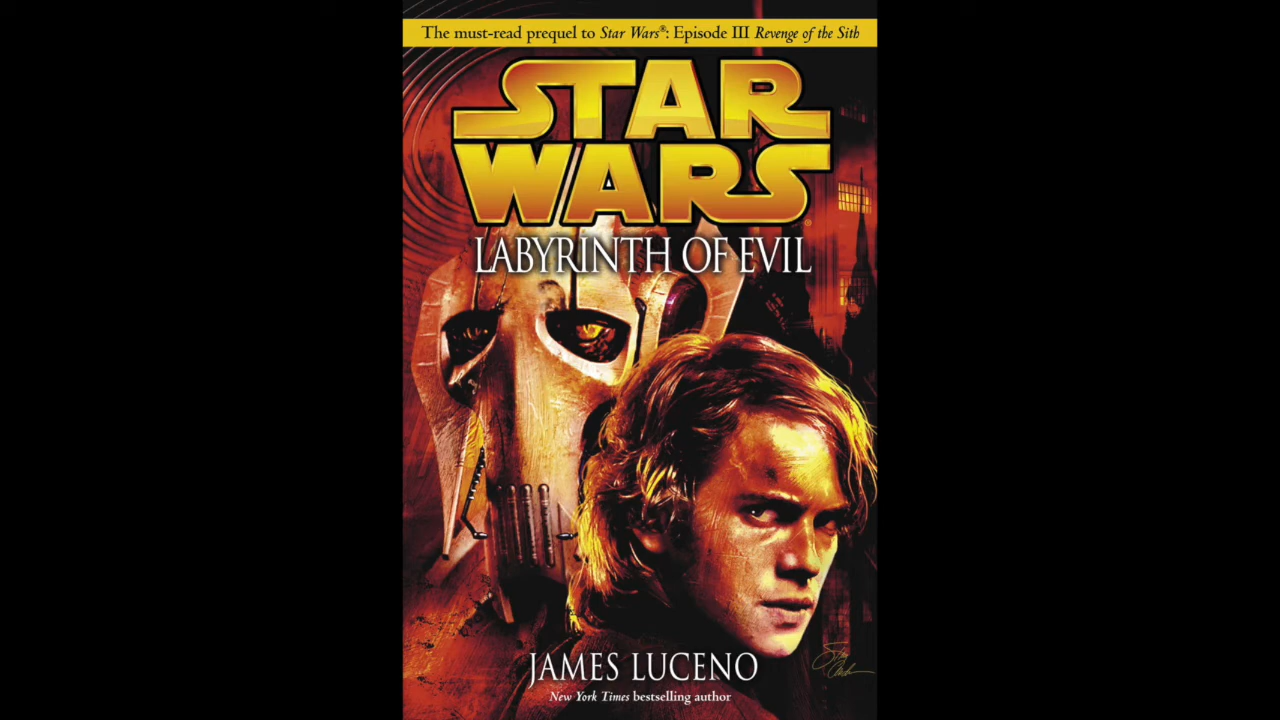 The must-read prequel to Star Wars®: Episode III Revenge of the Sith
STAR
WARS®
LABYRINTH OF EVIL
JAMES LUCENO
New York Times bestselling author